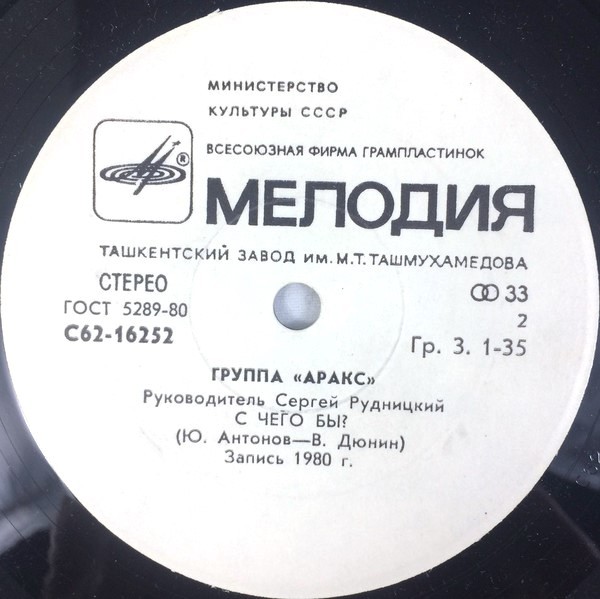 МИНИСТЕРСТВО
КУЛЬТУРЫ СССР
ВСЕСОЮЗНАЯ ФИРМА ГРАМПЛАСТИНОК
®
МЕЛОДИЯ
ТАШКЕНТСКИЙ ЗАВОД ИМ. М.Т. ТАШМУХАМЕДОВА
СТЕРЕО
ГОСТ 5289-80
С62-16252
33
2
Гр. 3. 1-35
ГРУППА «АРАКС»
Руководитель Сергей Рудницкий
С ЧЕГО БЫ?
(Ю. Антонов—В. Дюнин)
Запись 1980 г.